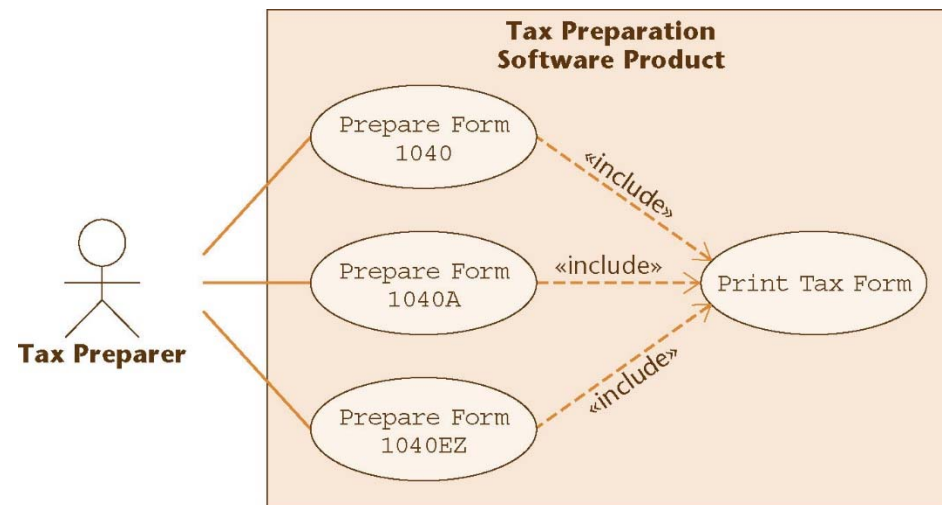 Tax Preparation
Software Product
Prepare Form
1040
«include»
Prepare Form
1040A
«include»
Print Tax Form
Tax Preparer
Prepare Form
1040EZ
«include»